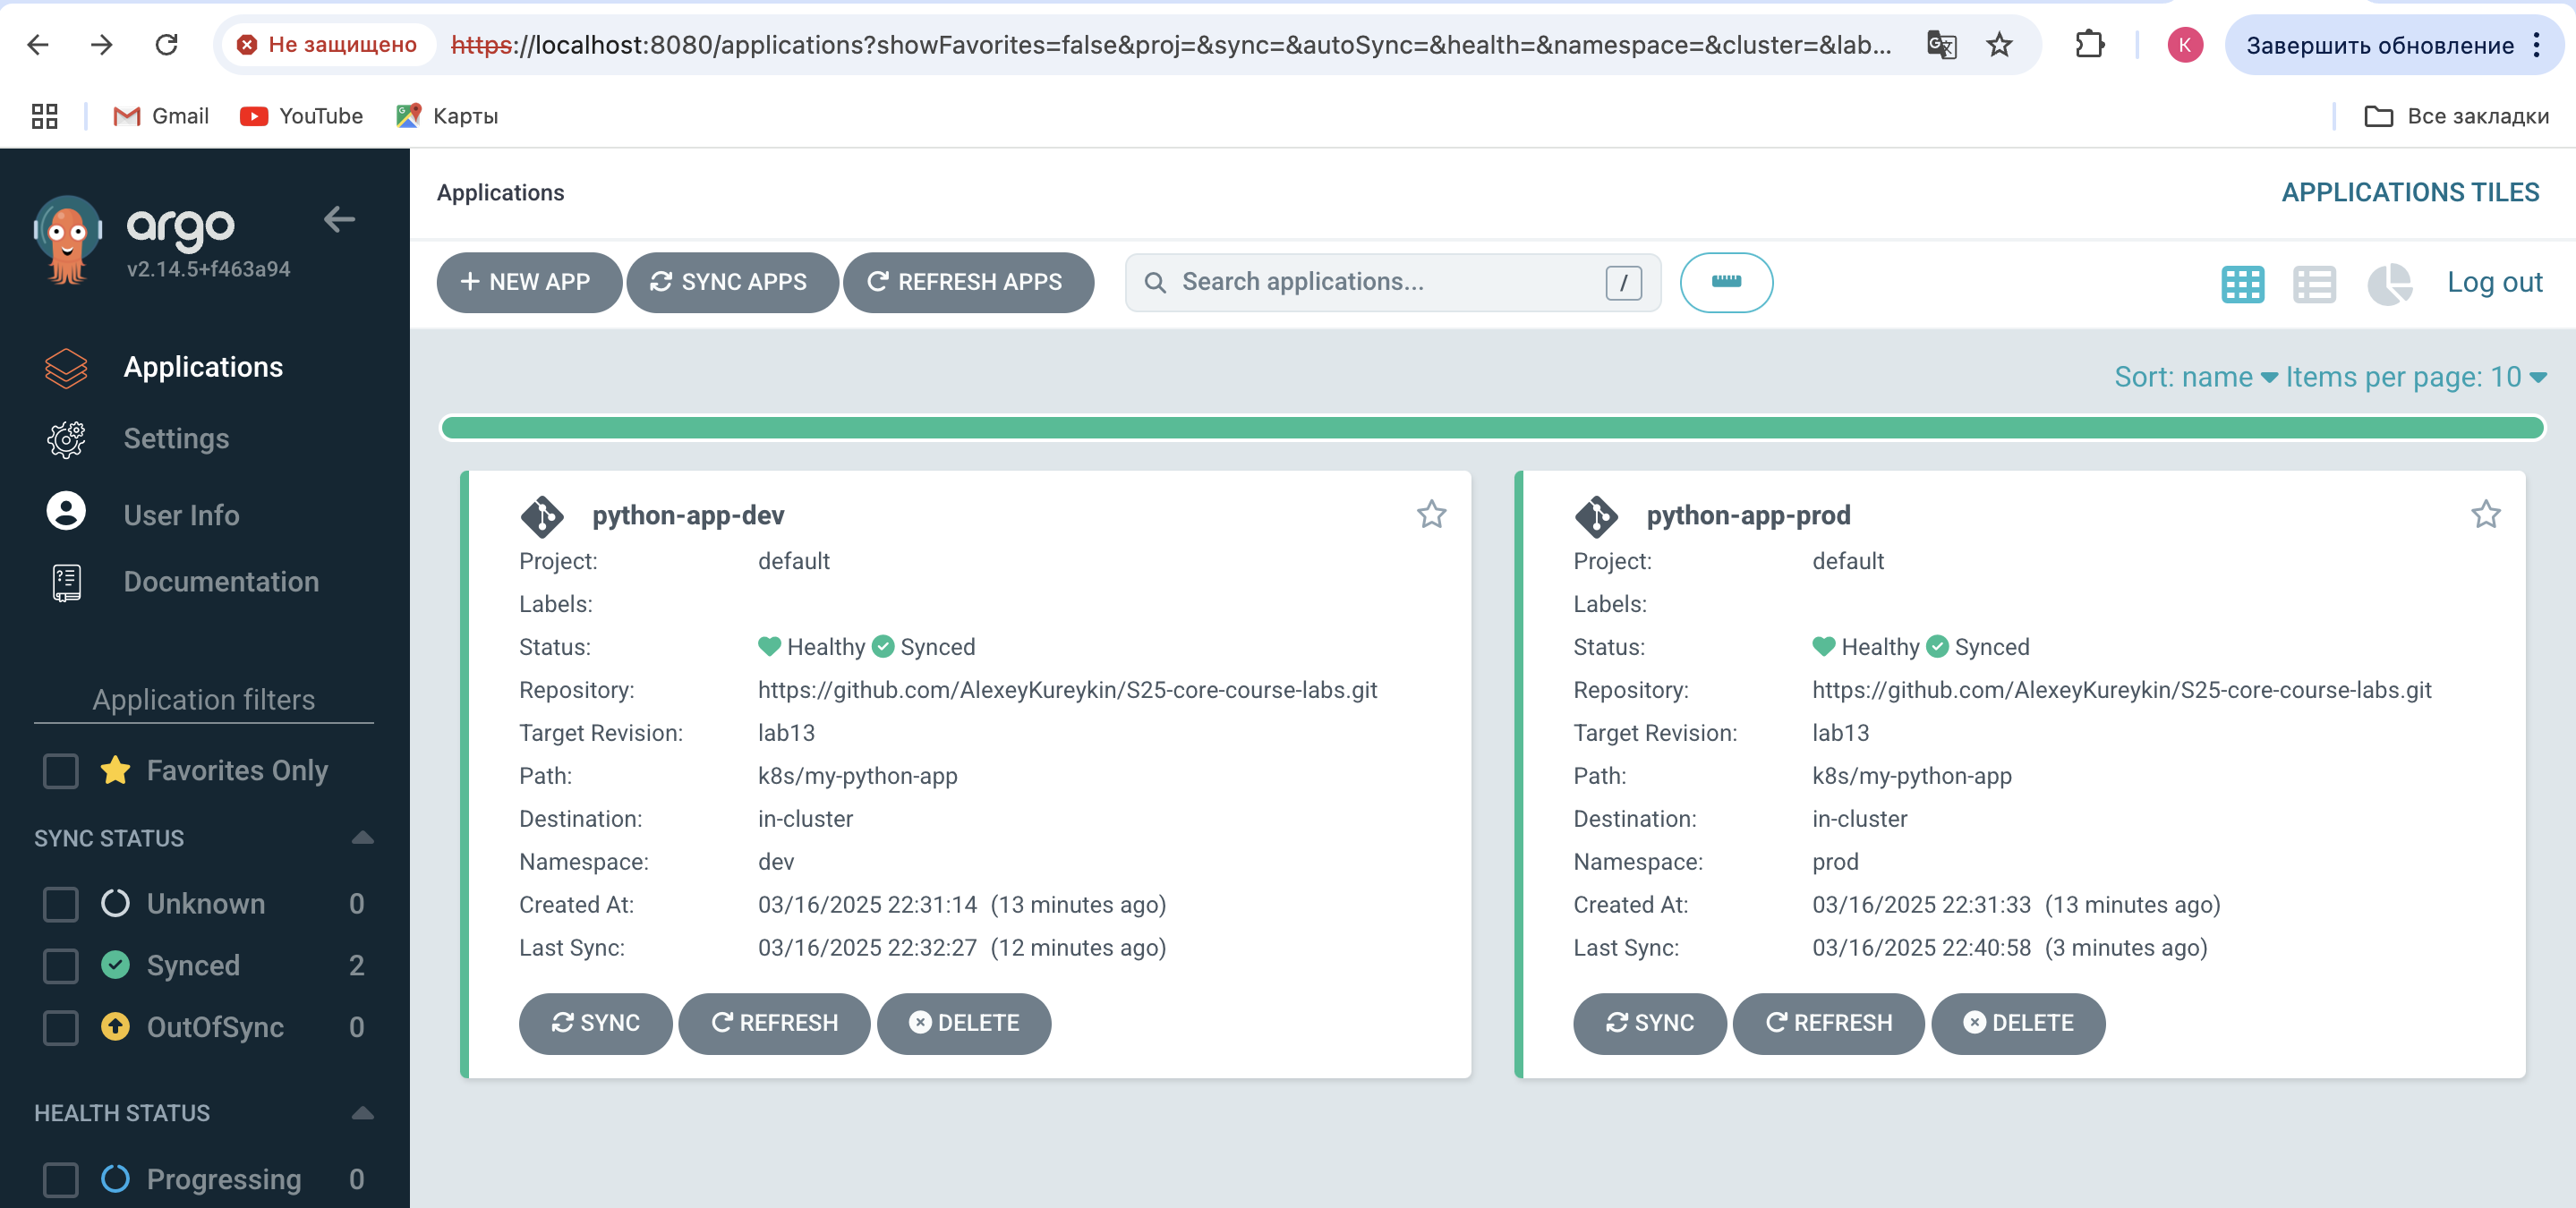 Не защищено https://localhost:8080/applications?showFavorites=false&proj=&sync=&autoSync=&health=&namespace=&cluster=&lab... K Завершить обновление
Gmail YouTube Карты Все закладки
argo
v2.14.5+f463a94
Applications
Settings
User Info
Documentation
Application filters
Favorites Only
SYNC STATUS
Unknown 0
Synced 2
OutOfSync 0
HEALTH STATUS
Progressing 0
Applications APPLICATIONS TILES
+ NEW APP SYNC APPS REFRESH APPS Search applications... / Log out
Sort: name Items per page: 10
python-app-dev
Project: default
Labels:
Status: Healthy Synced
Repository: https://github.com/AlexeyKureykin/S25-core-course-labs.git
Target Revision: lab13
Path: k8s/my-python-app
Destination: in-cluster
Namespace: dev
Created At: 03/16/2025 22:31:14 (13 minutes ago)
Last Sync: 03/16/2025 22:32:27 (12 minutes ago)
SYNC REFRESH DELETE
python-app-prod
Project: default
Labels:
Status: Healthy Synced
Repository: https://github.com/AlexeyKureykin/S25-core-course-labs.git
Target Revision: lab13
Path: k8s/my-python-app
Destination: in-cluster
Namespace: prod
Created At: 03/16/2025 22:31:33 (13 minutes ago)
Last Sync: 03/16/2025 22:40:58 (3 minutes ago)
SYNC REFRESH DELETE